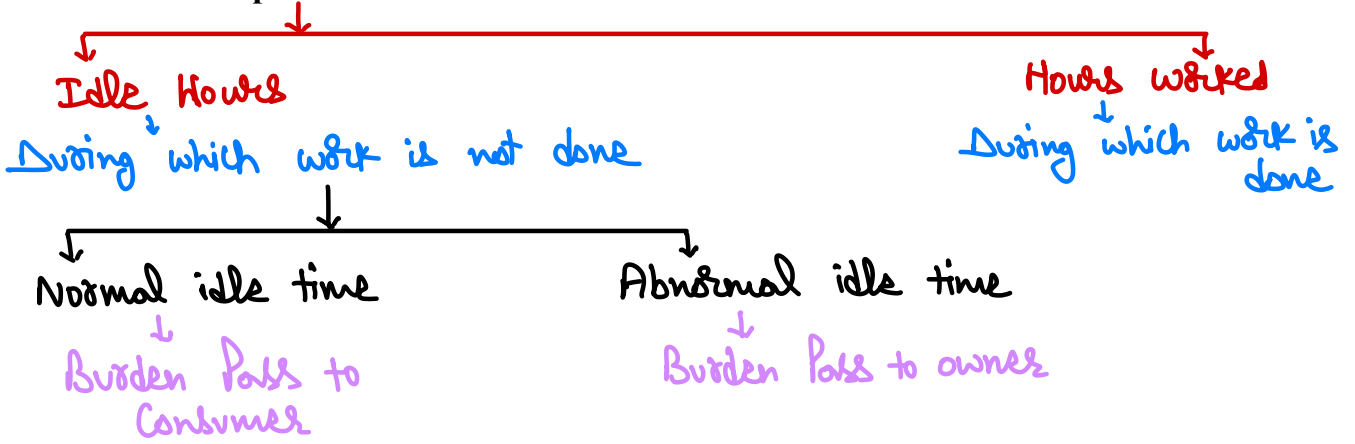 Idle Hours
Hours worked
During which work is not done
During which work is
done
Normal idle time
Abnormal idle time
Burden Pass to
Consumer
Burden Pass to owner